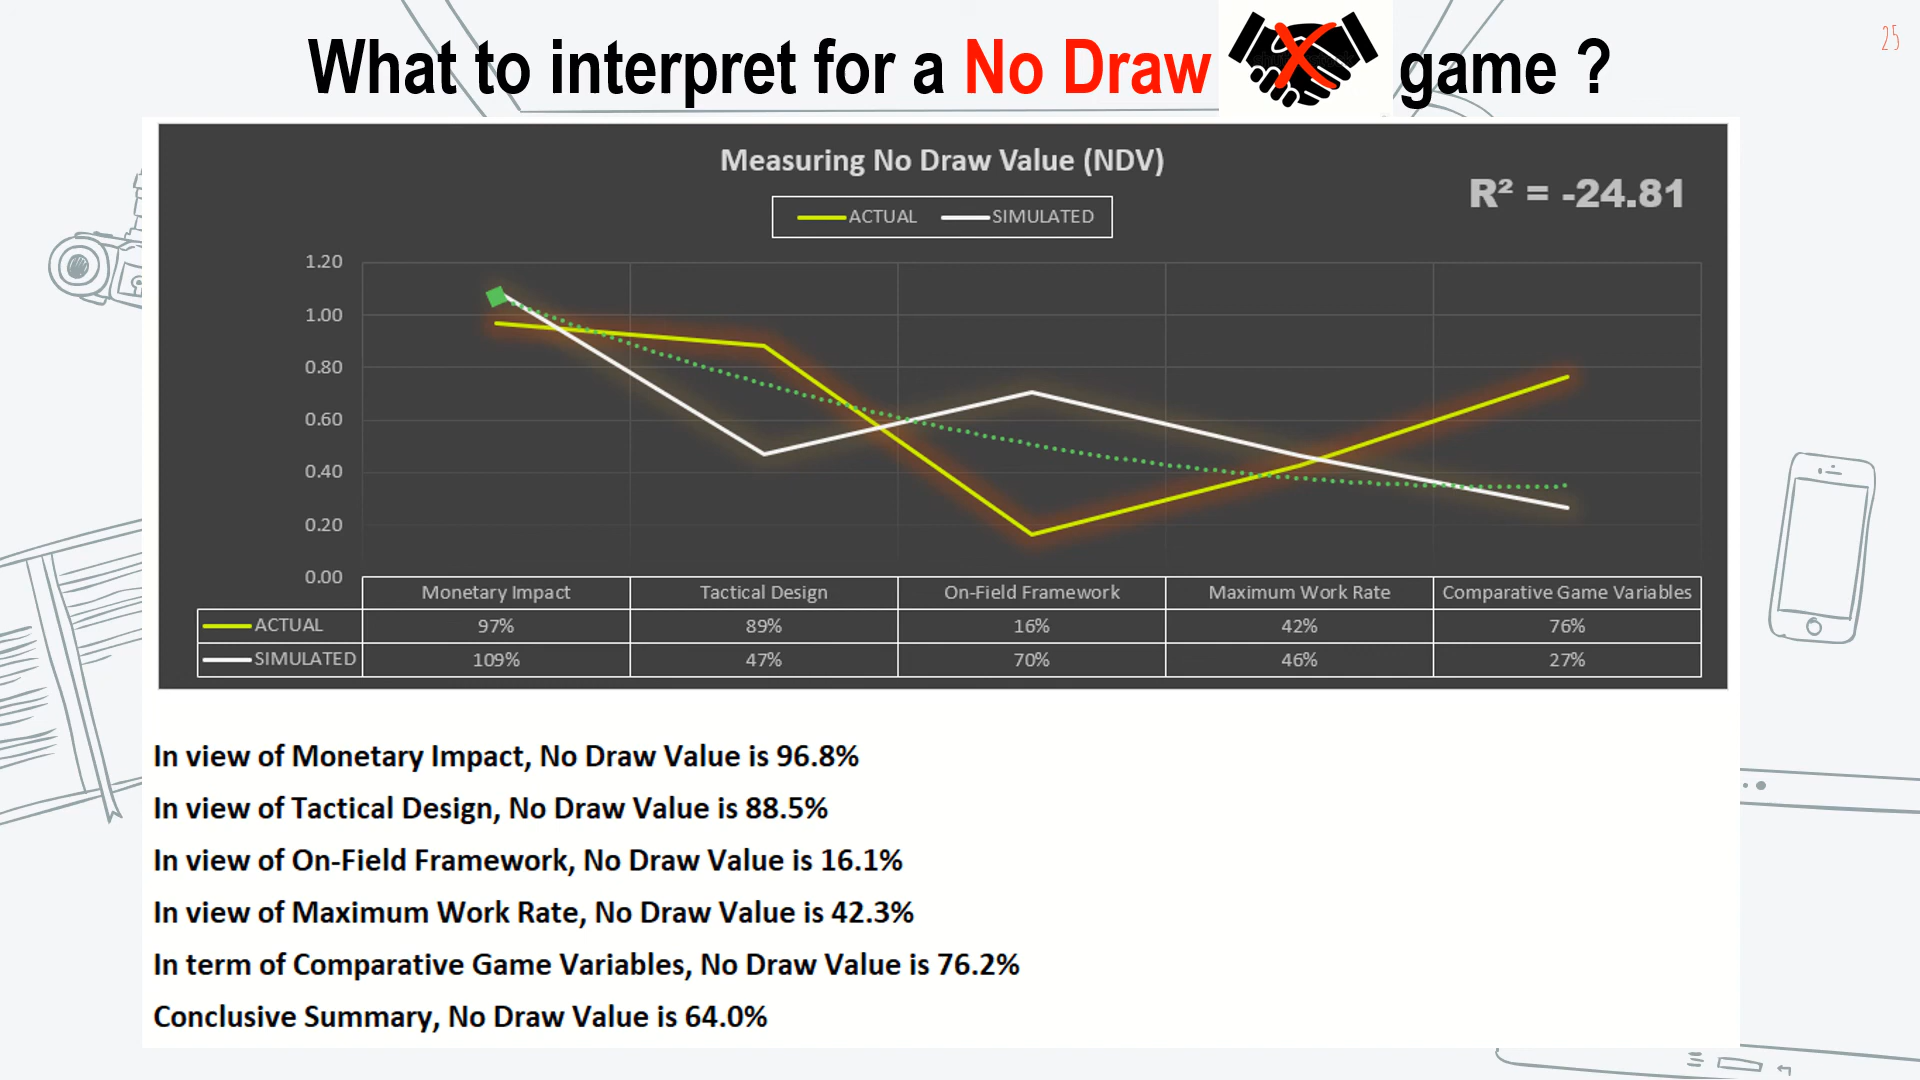 What to interpret for a No Draw game ?
25
Measuring No Draw Value (NDV)
R² = -24.81
ACTUAL SIMULATED
1.20
1.00
0.80
0.60
0.40
0.20
0.00
Monetary Impact Tactical Design On-Field Framework Maximum Work Rate Comparative Game Variables
ACTUAL 97% 89% 16% 42% 76%
SIMULATED 109% 47% 70% 46% 27%
In view of Monetary Impact, No Draw Value is 96.8%
In view of Tactical Design, No Draw Value is 88.5%
In view of On-Field Framework, No Draw Value is 16.1%
In view of Maximum Work Rate, No Draw Value is 42.3%
In term of Comparative Game Variables, No Draw Value is 76.2%
Conclusive Summary, No Draw Value is 64.0%